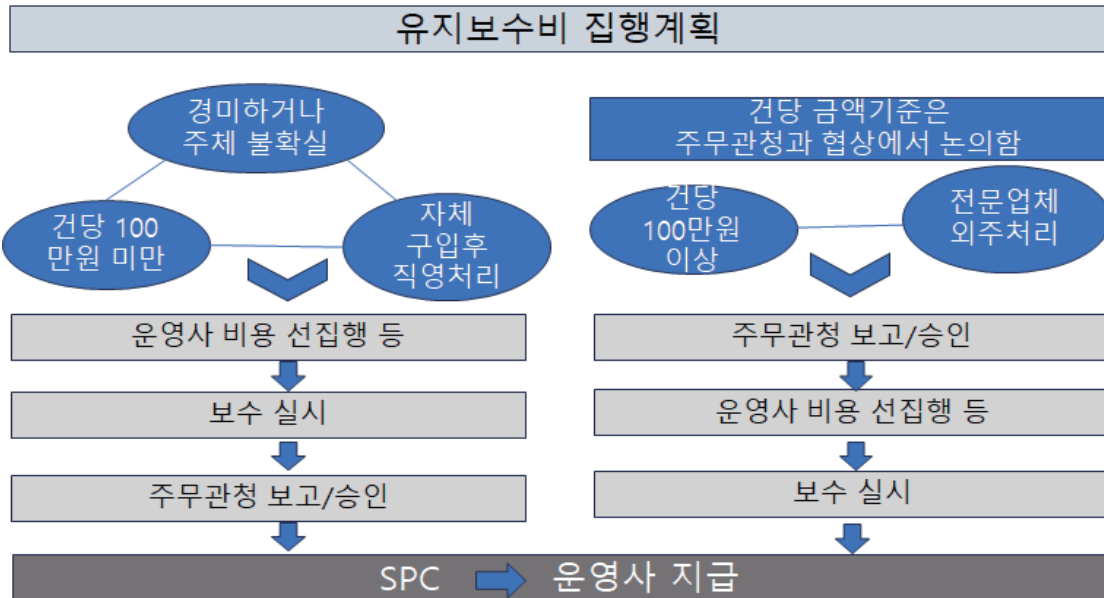 유지보수비 집행계획
경미하거나
주체 불확실
건당 100
만원 미만
자체
구입후
직영처리
운영사 비용 선집행 등
보수 실시
주무관청 보고/승인
건당 금액기준은
주무관청과 협상에서 논의함
건당
100만원
이상
전문업체
외주처리
주무관청 보고/승인
운영사 비용 선집행 등
보수 실시
SPC 운영사 지급